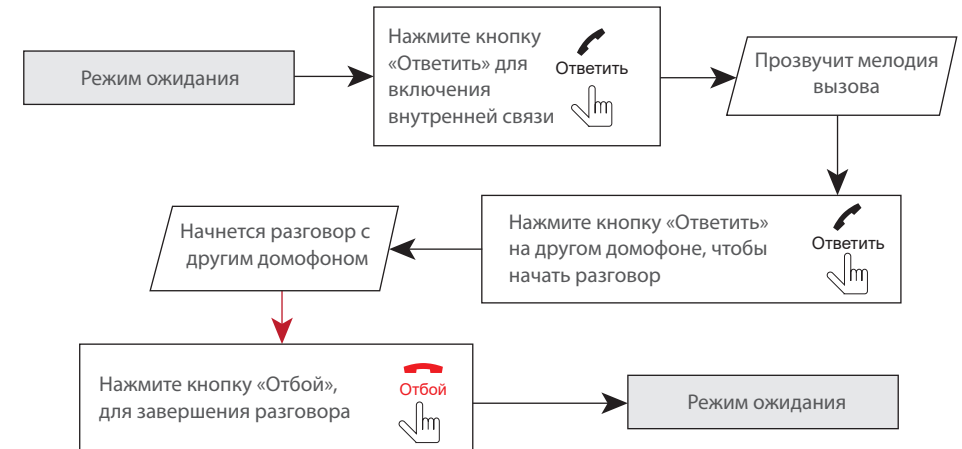 Режим ожидания
Нажмите кнопку
«Ответить» для
включения
внутренней связи
Ответить
Прозвучит мелодия
вызова
Нажмите кнопку «Ответить»
на другом домофоне, чтобы
начать разговор
Ответить
Начнется разговор с
другим домофоном
Нажмите кнопку «Отбой»,
для завершения разговора
Отбой
Режим ожидания